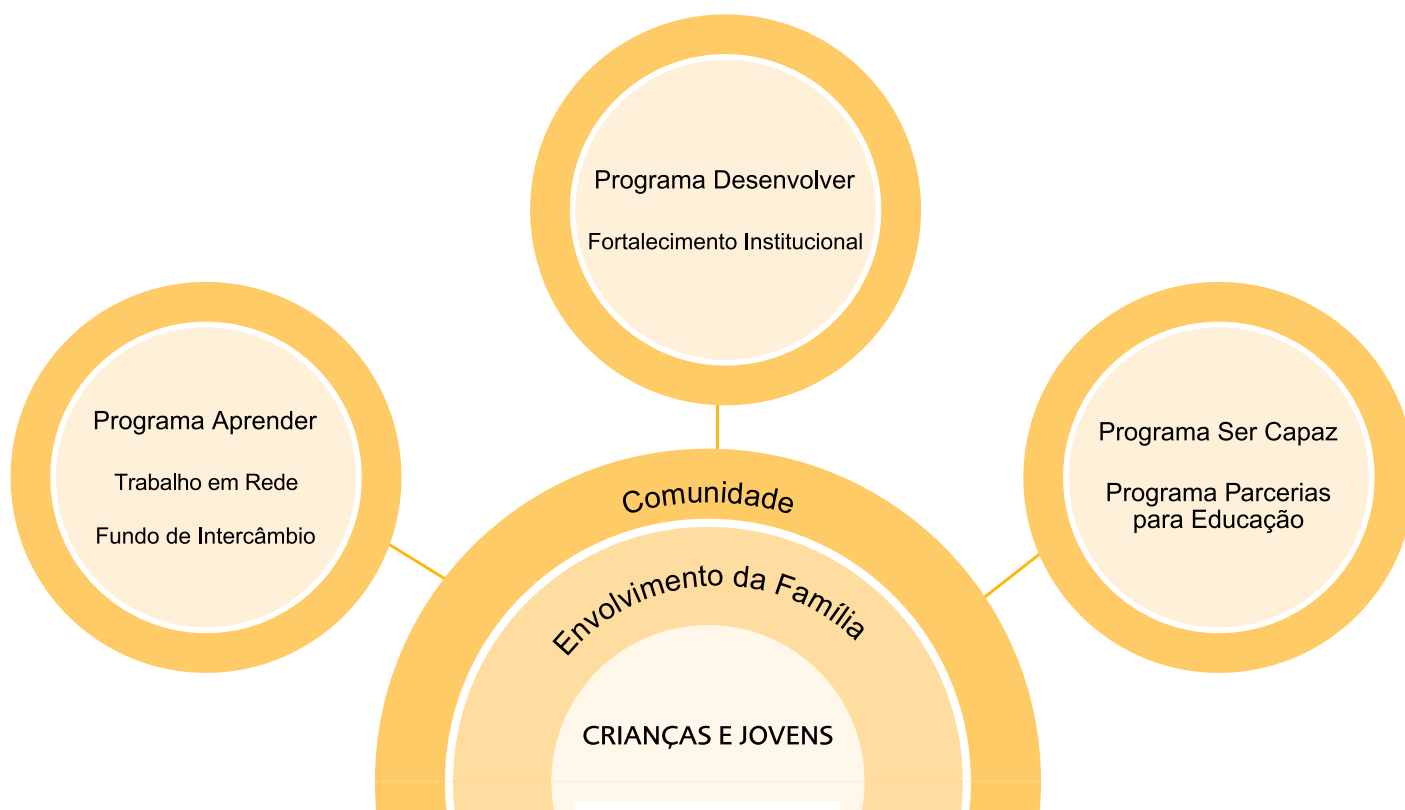 Programa Desenvolver
Fortalecimento Institucional
Programa Aprender
Trabalho em Rede
Fundo de Intercâmbio
Programa Ser Capaz
Programa Parcerias
para Educação
Comunidade
Envolvimento da Família
CRIANÇAS E JOVENS